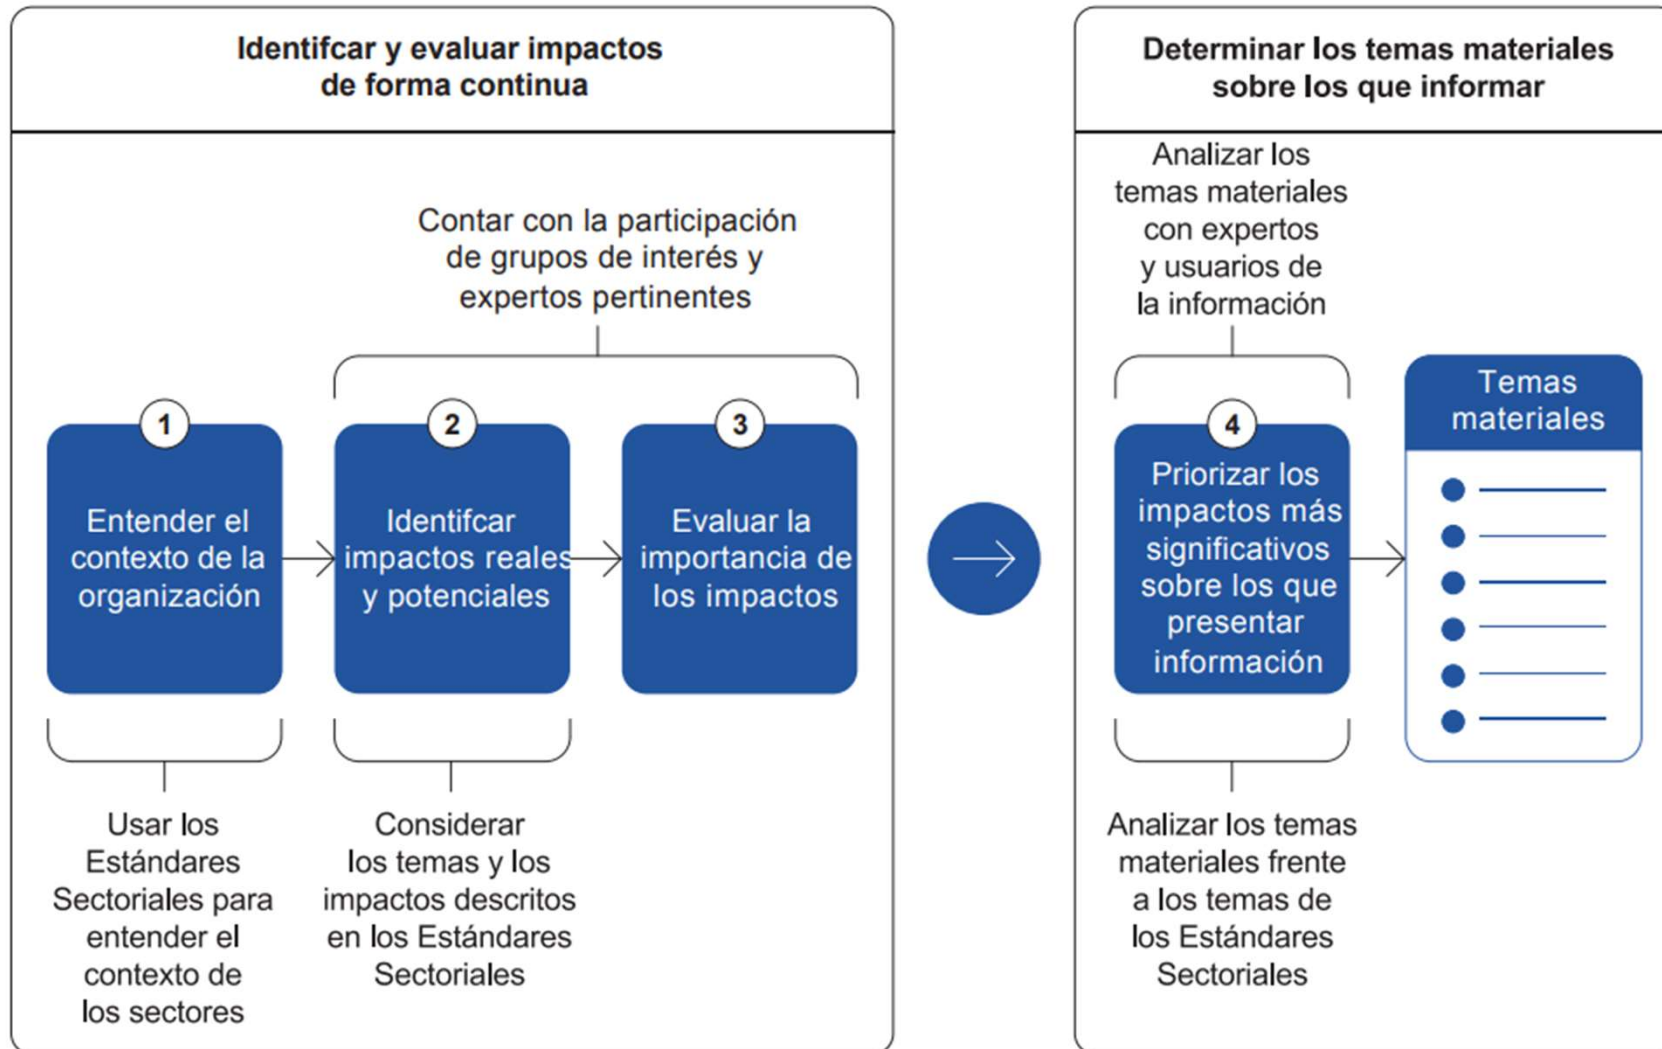 Identifcar y evaluar impactos
de forma continua
Contar con la participación
de grupos de interés y
expertos pertinentes
1
Entender el
contexto de la
organización
2
Identifcar
impactos reales
y potenciales
3
Evaluar la
importancia de
los impactos
Usar los
Estándares
Sectoriales para
entender el
contexto de
los sectores
Considerar
los temas y los
impactos descritos
en los Estándares
Sectoriales
Determinar los temas materiales
sobre los que informar
Analizar los
temas materiales
con expertos
y usuarios de
la información
4
Priorizar los
impactos más
significativos
sobre los que
presentar
información
Temas
materiales
Analizar los temas
materiales frente
a los temas de
los Estándares
Sectoriales